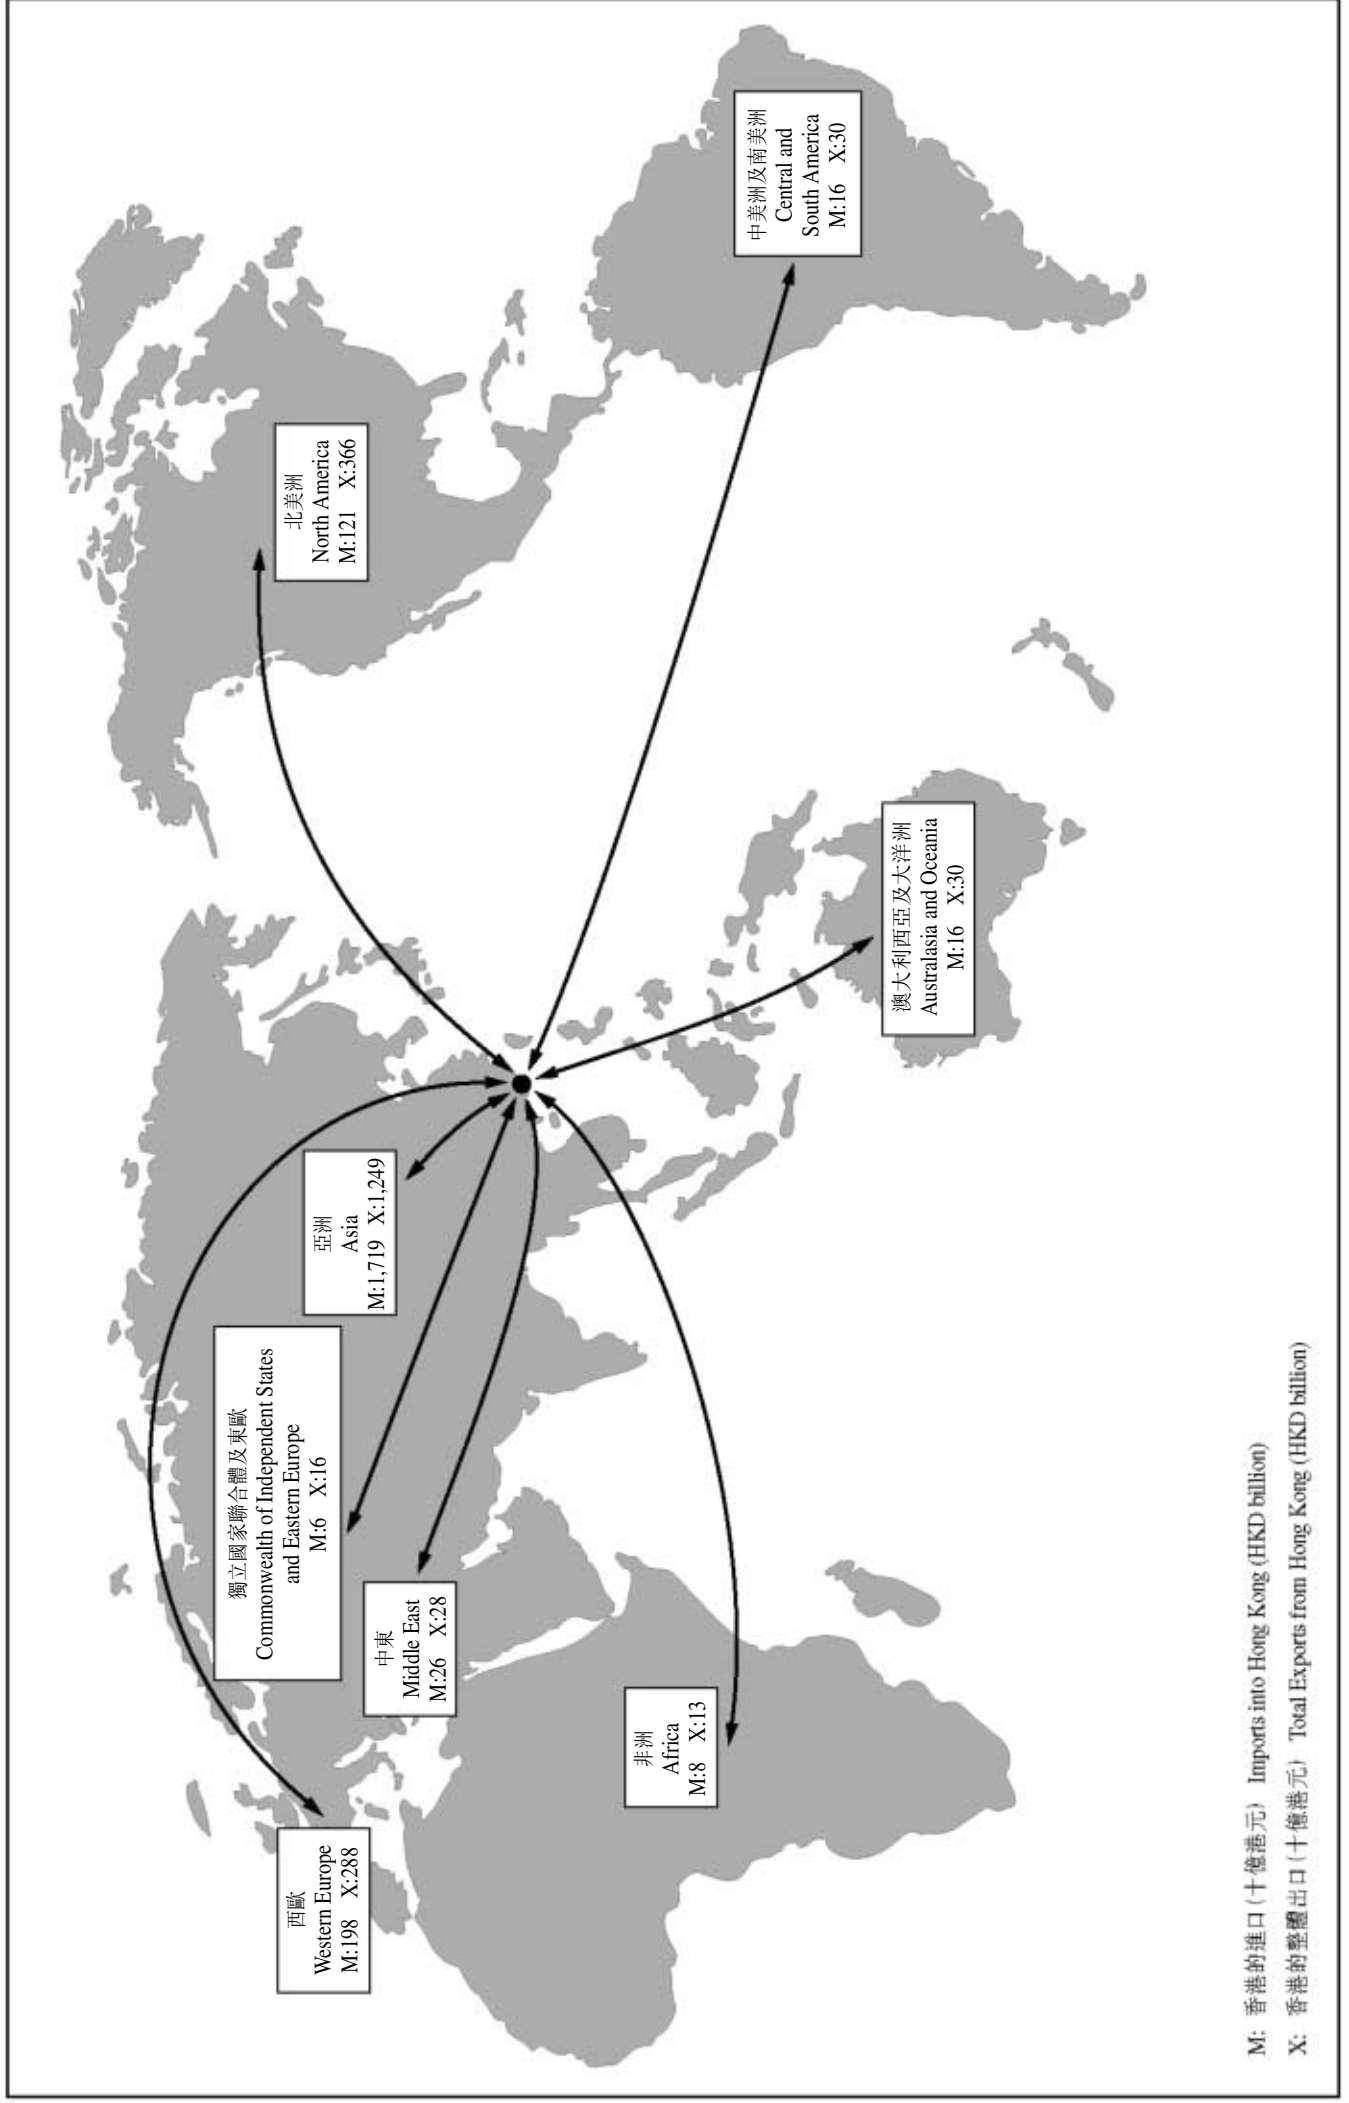 西歐
Western Europe
M:198 X:288
獨立國家聯合體及東歐
Commonwealth of Independent States
and Eastern Europe
M:6 X:16
亞洲
Asia
M:1,719 X:1,249
中東
Middle East
M:26 X:28
非洲
Africa
M:8 X:13
北美洲
North America
M:121 X:366
中美洲及南美洲
Central and
South America
M:16 X:30
澳大利西亞及大洋洲
Australasia and Oceania
M:16 X:30
M: 香港的進口(十億港元) Imports into Hong Kong (HKD billion)
X: 香港的整體出口(十億港元) Total Exports from Hong Kong (HKD billion)